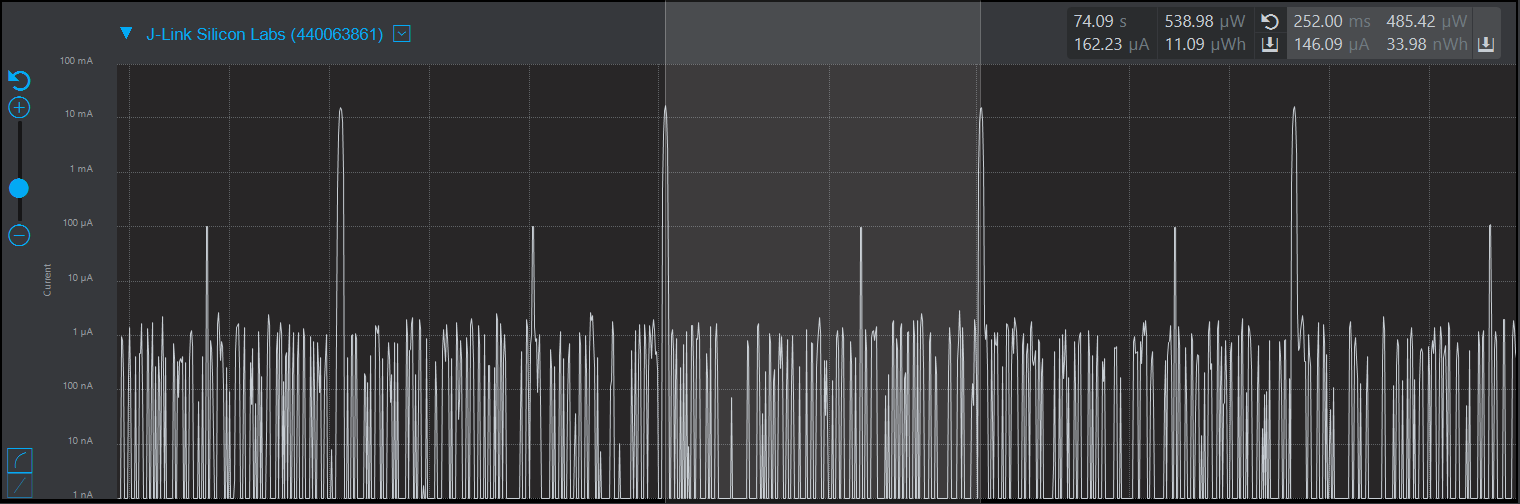 J-Link Silicon Labs (440063861)
74.09 s 538.98 µW 252.00 ms 485.42 µW
162.23 µA 11.09 µWh 146.09 µA 33.98 nWh
100 mA
10 mA
1 mA
100 µA
10 µA
1 µA
100 nA
10 nA
1 nA
Current